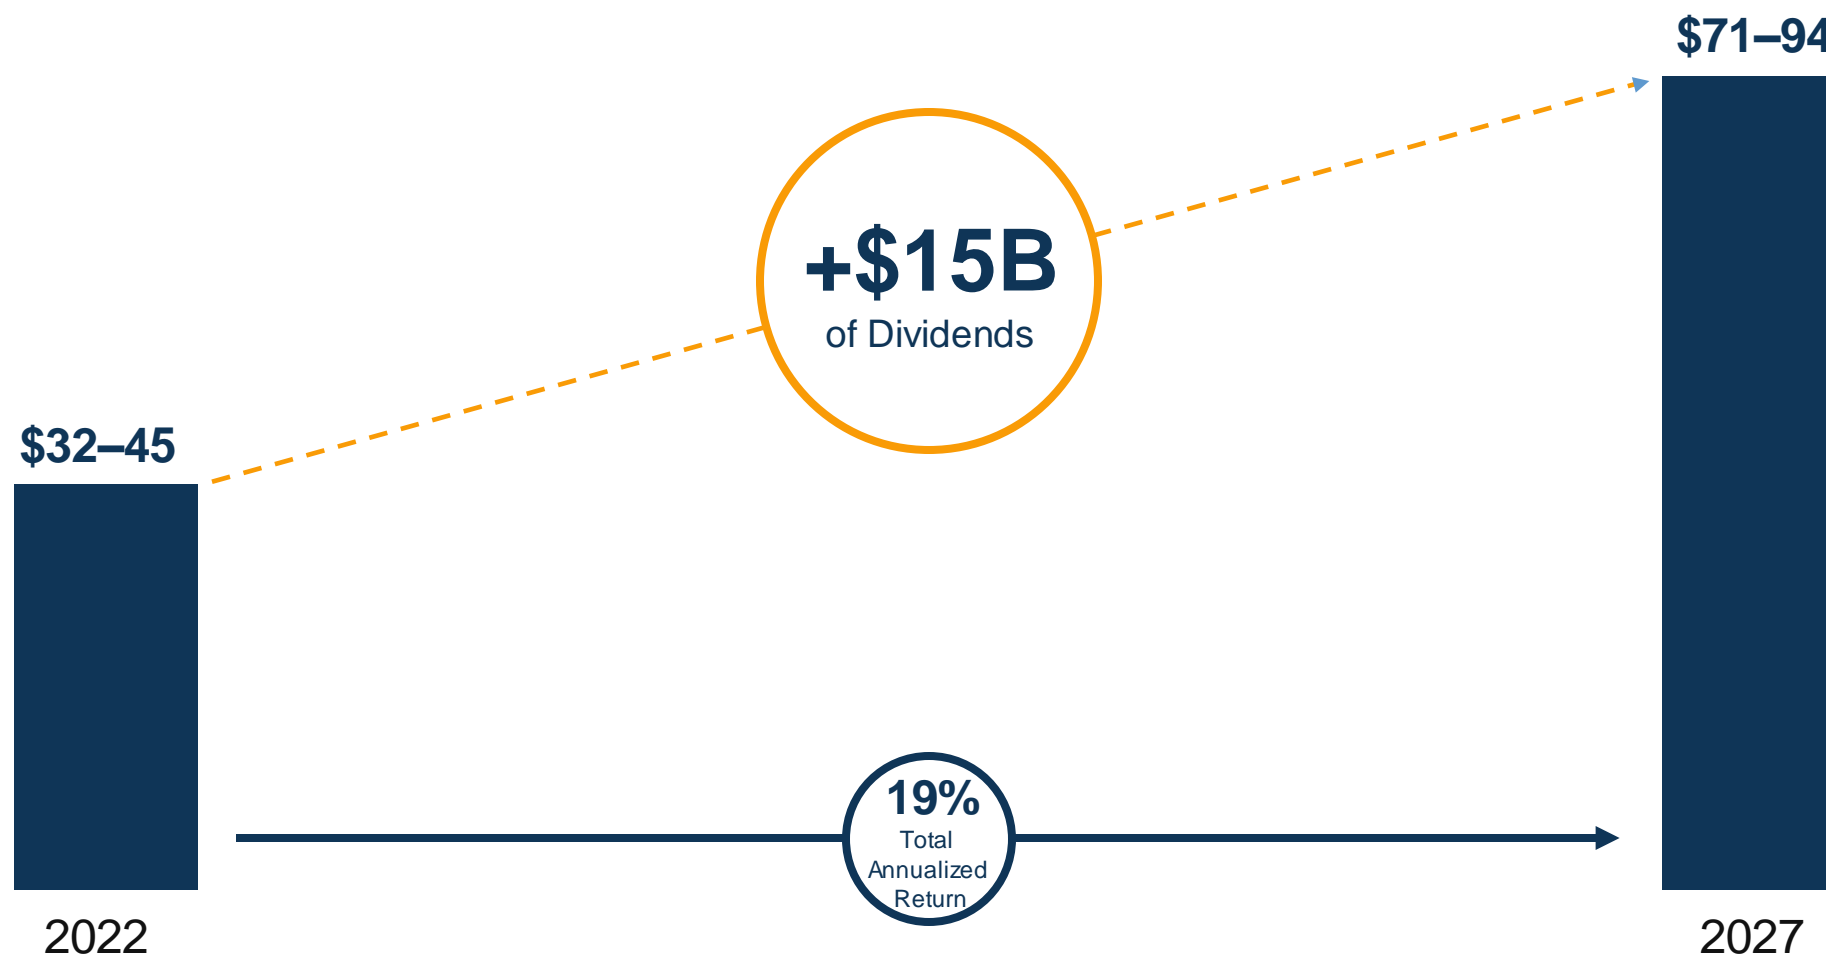 $71–94
+$15B
of Dividends
$32–45
19%
Total
Annualized
Return
2022
2027